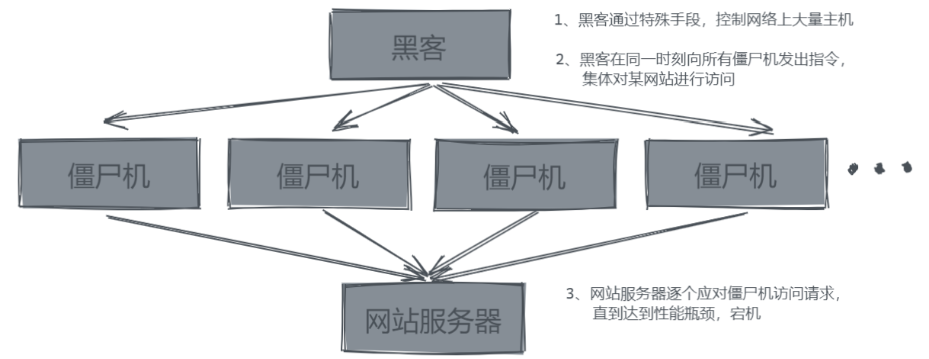 黑客
1、黑客通过特殊手段，控制网络上大量主机
2、黑客在同一时刻向所有僵尸机发出指令，
集体对某网站进行访问
僵尸机
僵尸机
僵尸机
僵尸机
网站服务器
3、网站服务器逐个应对僵尸机访问请求，
直到达到性能瓶颈，宕机